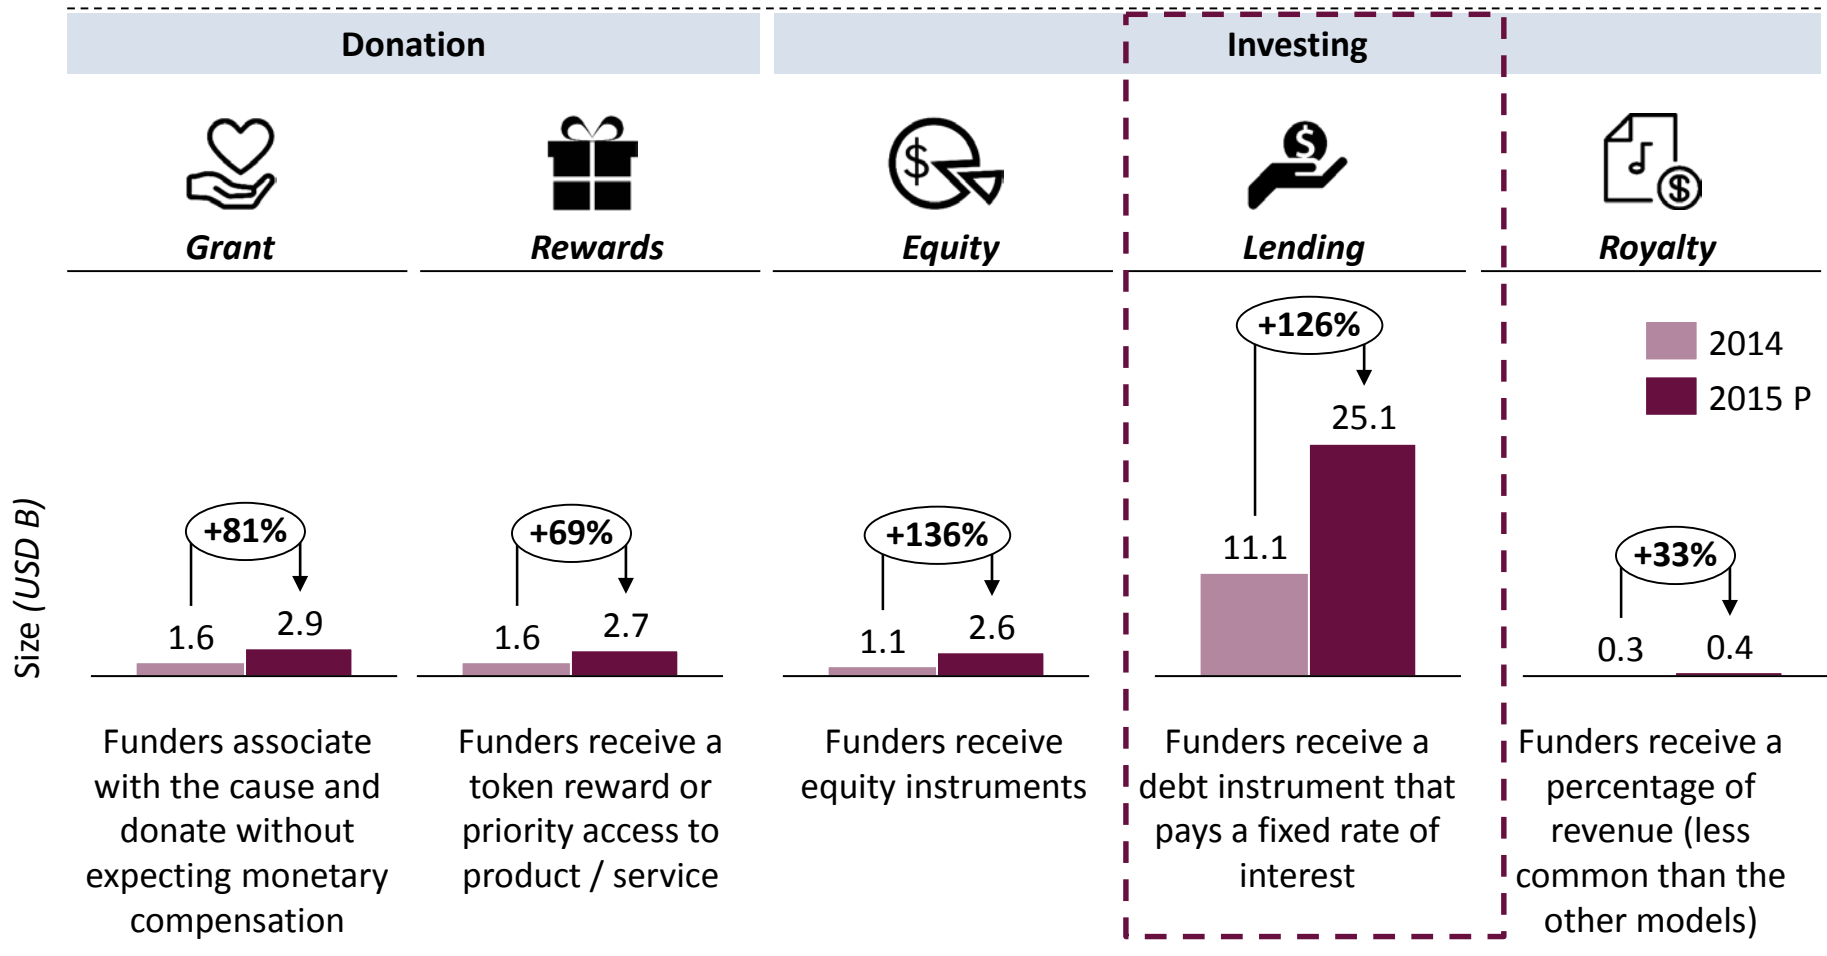 Donation
Investing
Grant
Rewards
Equity
Lending
Royalty
Size (USD B)
+81%
1.6
2.9
+69%
1.6
2.7
+136%
1.1
2.6
+126%
11.1
25.1
+33%
0.3
0.4
2014
2015 P
Funders associate
with the cause and
donate without
expecting monetary
compensation
Funders receive a
token reward or
priority access to
product / service
Funders receive
equity instruments
Funders receive a
debt instrument that
pays a fixed rate of
interest
Funders receive a
percentage of
revenue (less
common than the
other models)